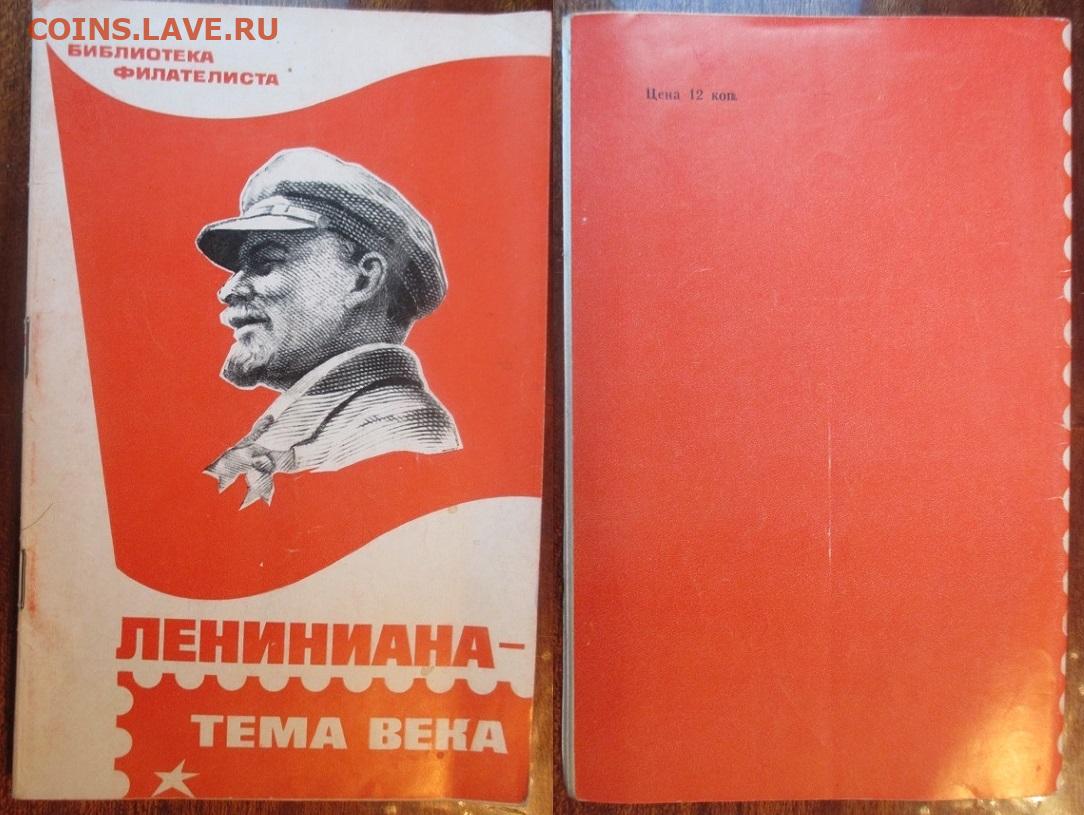 COINS.LAVE.RU
БИБЛИОТЕКА
ФИЛАТЕЛИСТА
ЛЕНИНИАНА–
ТЕМА ВЕКА
Цена 12 коп.